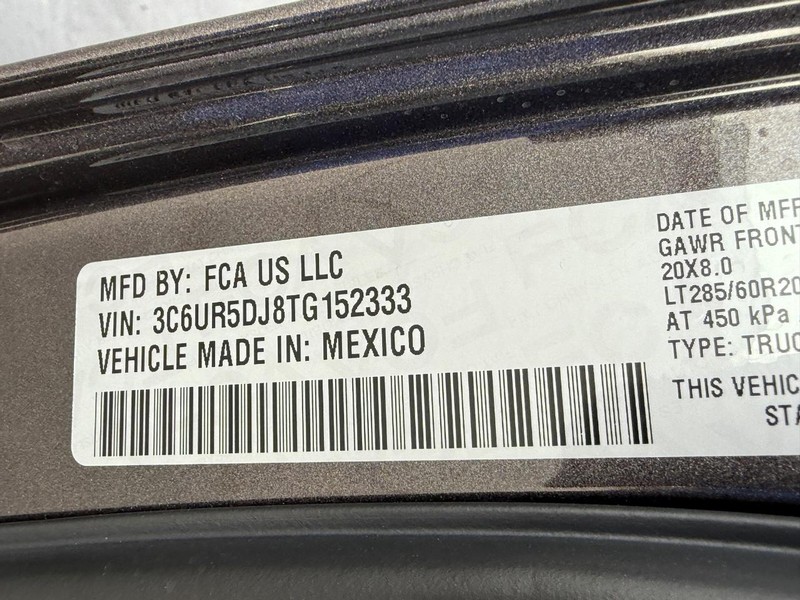 MFD BY: FCA US LLC
VIN: 3C6UR5DJ8TG152333
VEHICLE MADE IN: MEXICO
DATE OF MFR
GAWR FRONT
20X8.0
LT285/60R20
AT 450 kPa
TYPE: TRUC
THIS VEHIC
STA